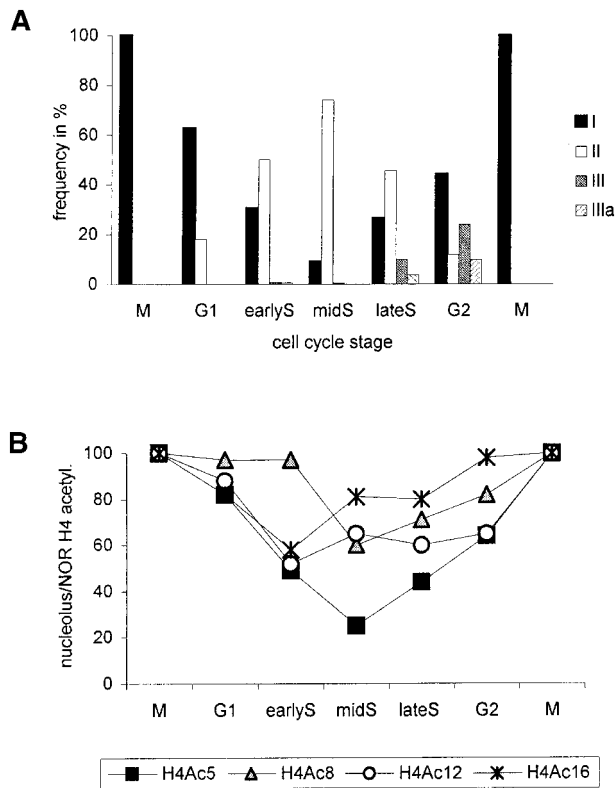 A
frequency in %
100
80
60
40
20
0
M G1 earlyS midS lateS G2 M
cell cycle stage
I
II
III
IIIa
B
nucleolus/NOR H4 acetyl.
100
80
60
40
20
0
M G1 earlyS midS lateS G2 M
H4Ac5 H4Ac8 H4Ac12 H4Ac16